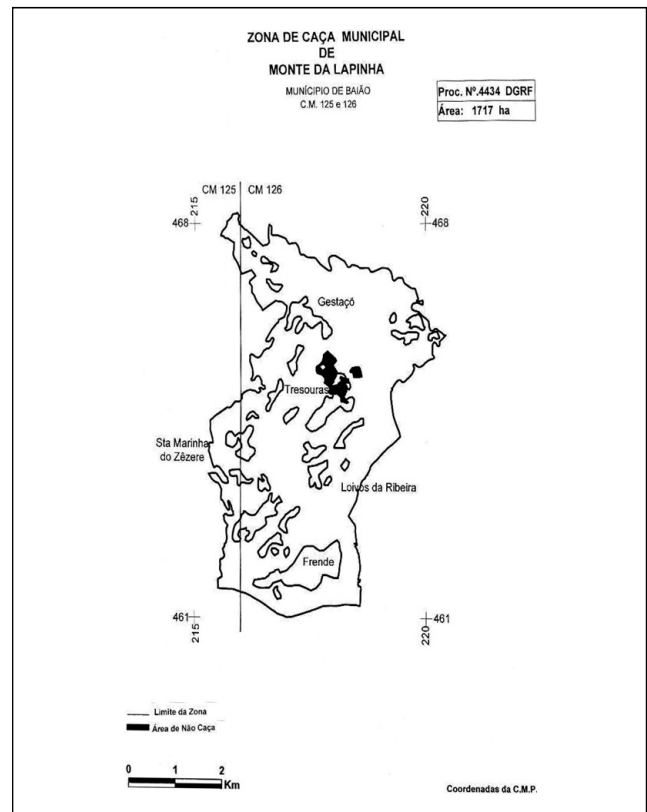 ZONA DE CAÇA MUNICIPAL
DE
MONTE DA LAPINHA
MUNÍCIPIO DE BAIÃO
C.M. 125 e 126
Proc. Nº.4434 DGRF
Área: 1717 ha
CM 125 CM 126
215
220
468
468
Gestaçô
Tresouras
Sta Marinha
do Zêzere
Loivos da Ribeira
Frende
461
461
215
220
Limite da Zona
Área de Não Caça
0 1 2
Km
Coordenadas da C.M.P.